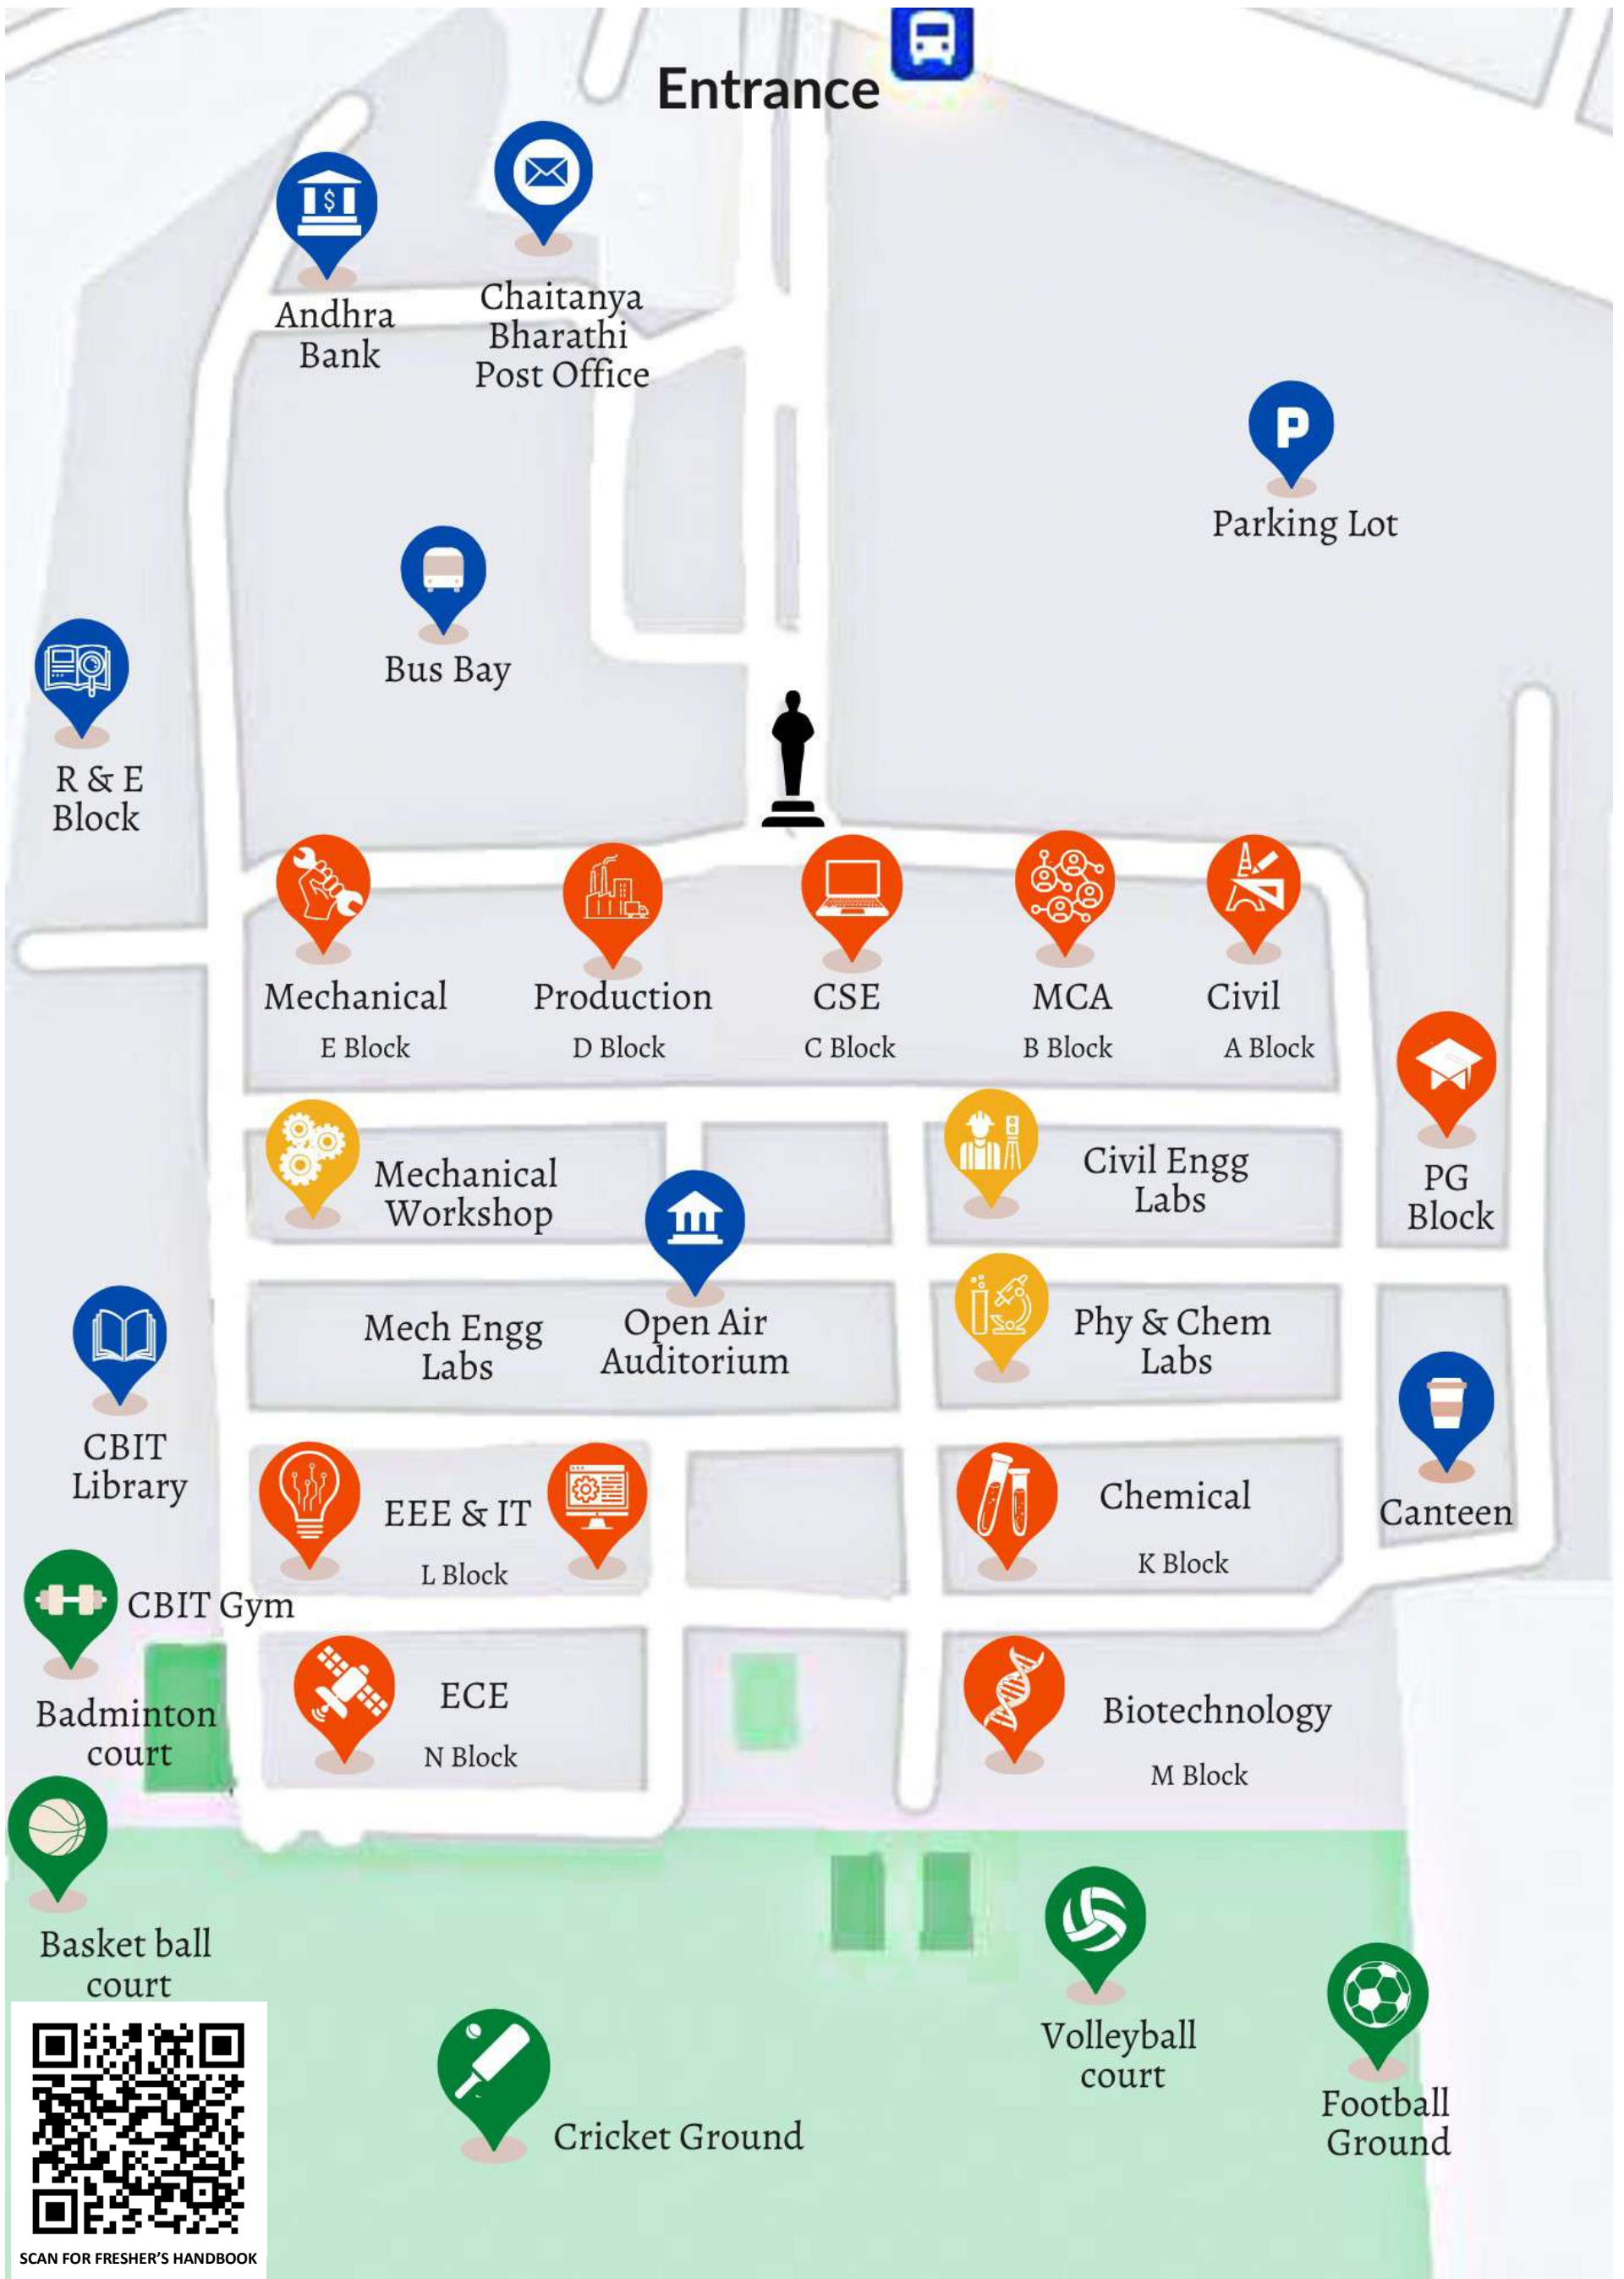 Entrance
$
Andhra
Bank
Chaitanya
Bharathi
Post Office
P
Parking Lot
Bus Bay
R & E
Block
Mechanical
E Block
Production
D Block
CSE
C Block
MCA
B Block
Civil
A Block
PG
Block
Mechanical
Workshop
Civil Engg
Labs
Mech Engg
Labs
Open Air
Auditorium
Phy & Chem
Labs
CBIT
Library
Canteen
EEE & IT
L Block
Chemical
K Block
CBIT Gym
Badminton
court
ECE
N Block
Biotechnology
M Block
Basket ball
court
Volleyball
court
Football
Ground
Cricket Ground
SCAN FOR FRESHER'S HANDBOOK